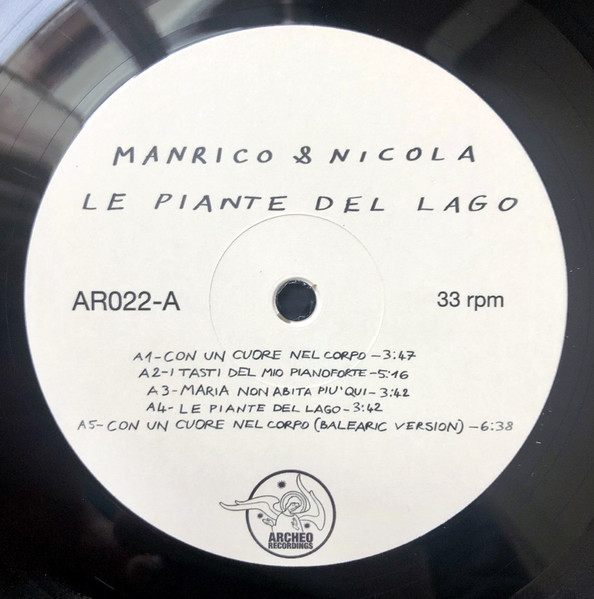 MANRICO & NICOLA
LE PIANTE DEL LAGO
AR022-A
33 rpm
A1-CON UN CUORE NEL CORPO-3:47
A2-I TASTI DEL MIO PIANOFORTE-5:16
A3-MARIA NON ABITA PIU' QUI-3:42
A4-LE PIANTE DEL LAGO-3:42
A5-CON UN CUORE NEL CORPO (BALEARIC VERSION)-6:38
ARCHEO
RECORDINGS